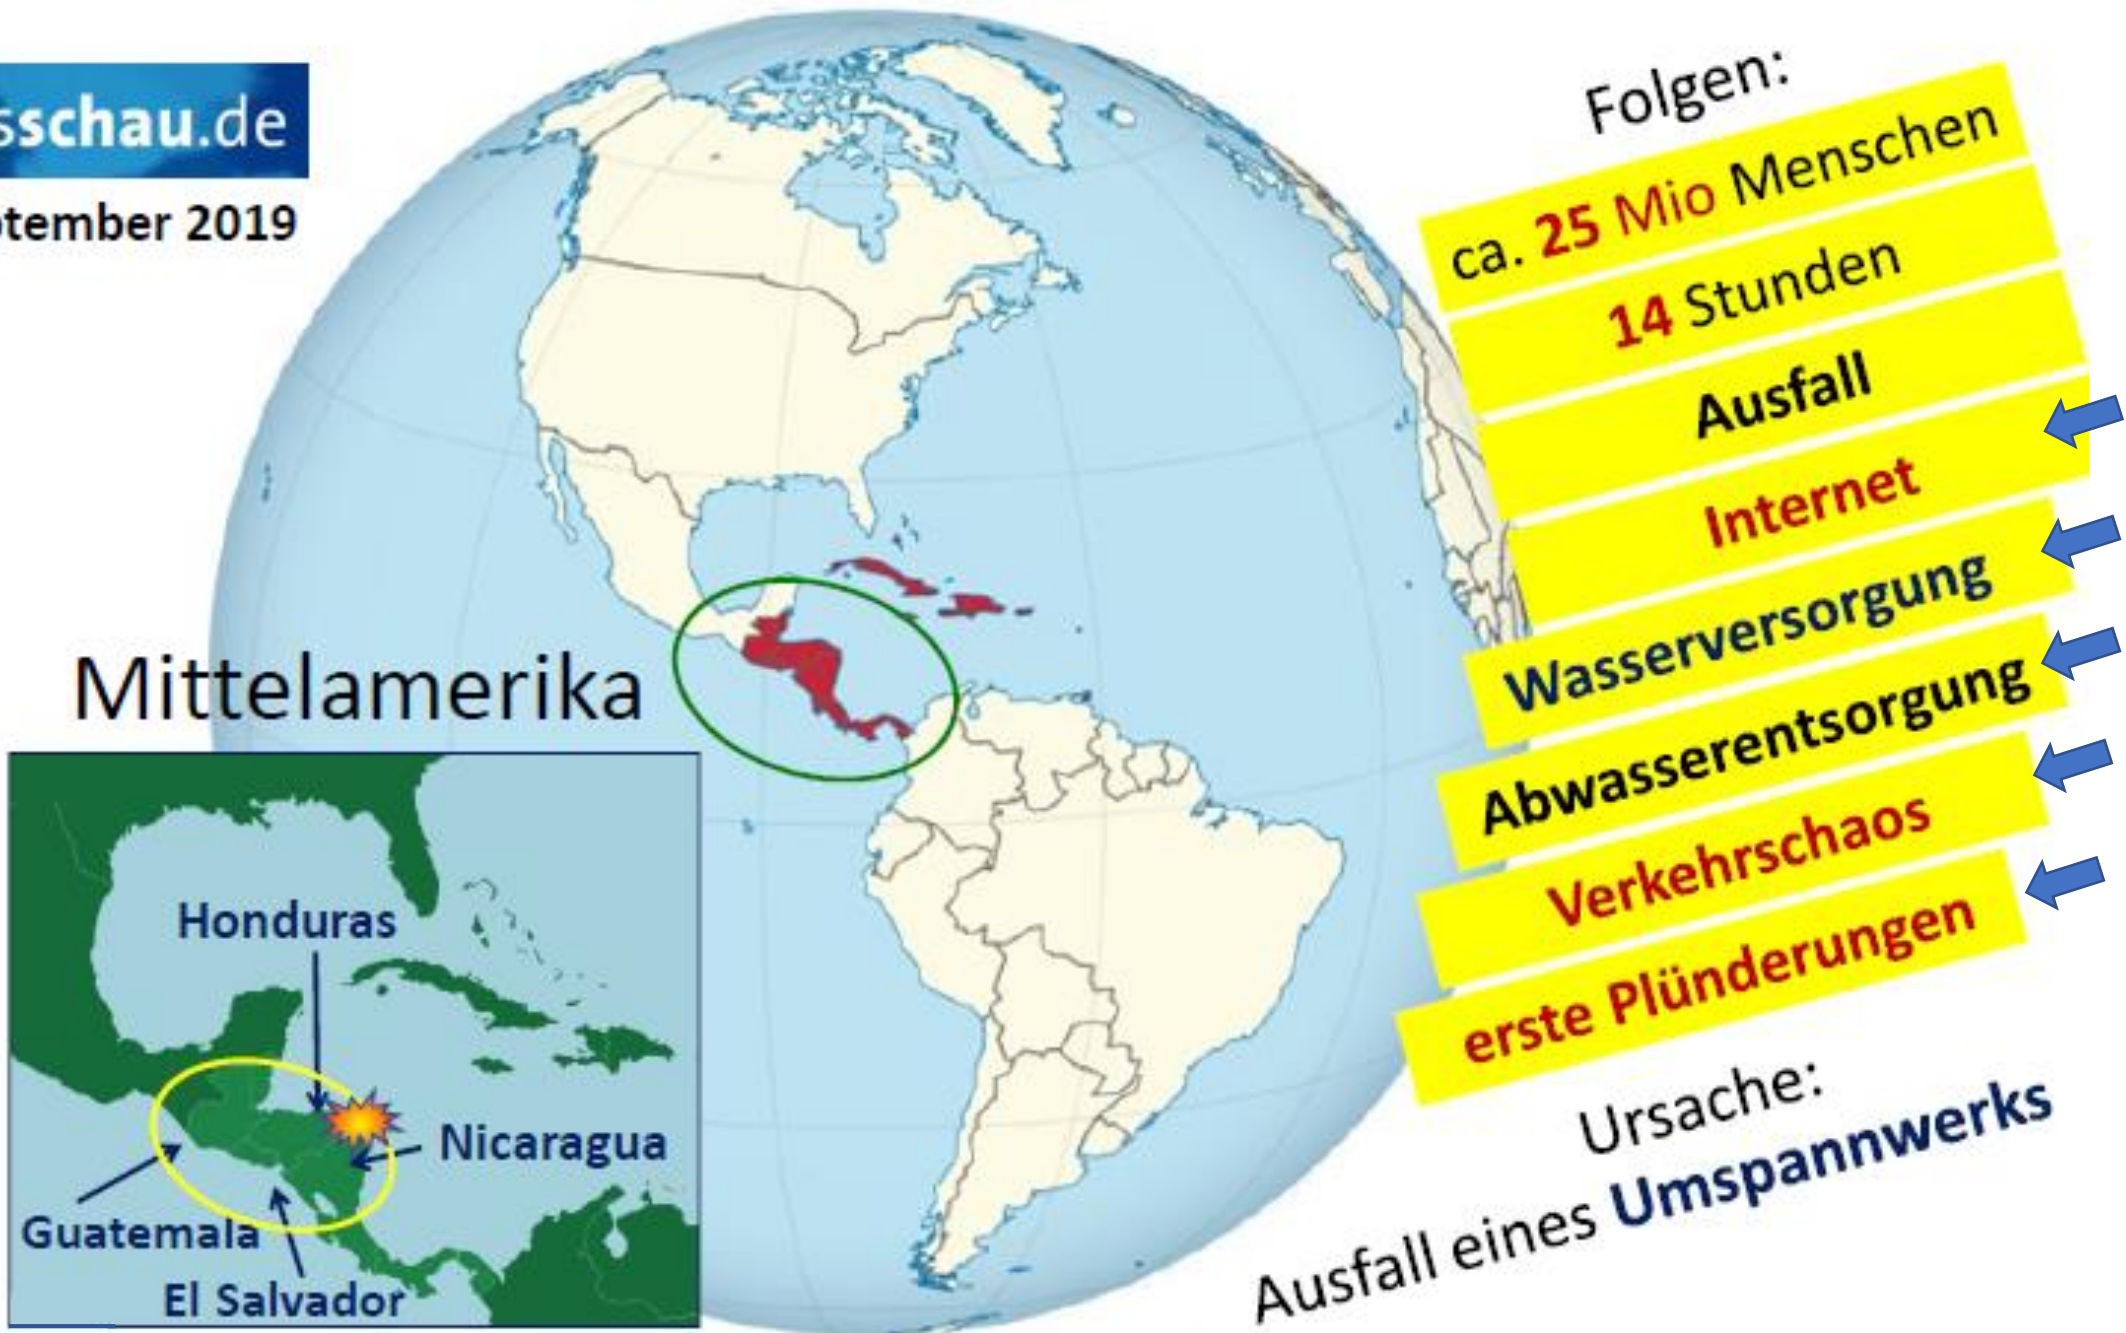 sschau.de
ptember 2019
Mittelamerika
Honduras
Nicaragua
Guatemala
El Salvador
Folgen:
ca. 25 Mio Menschen
14 Stunden
Ausfall
Internet
Wasserversorgung
Abwasserentsorgung
Verkehrschaos
erste Plünderungen
Ursache:
Ausfall eines Umspannwerks